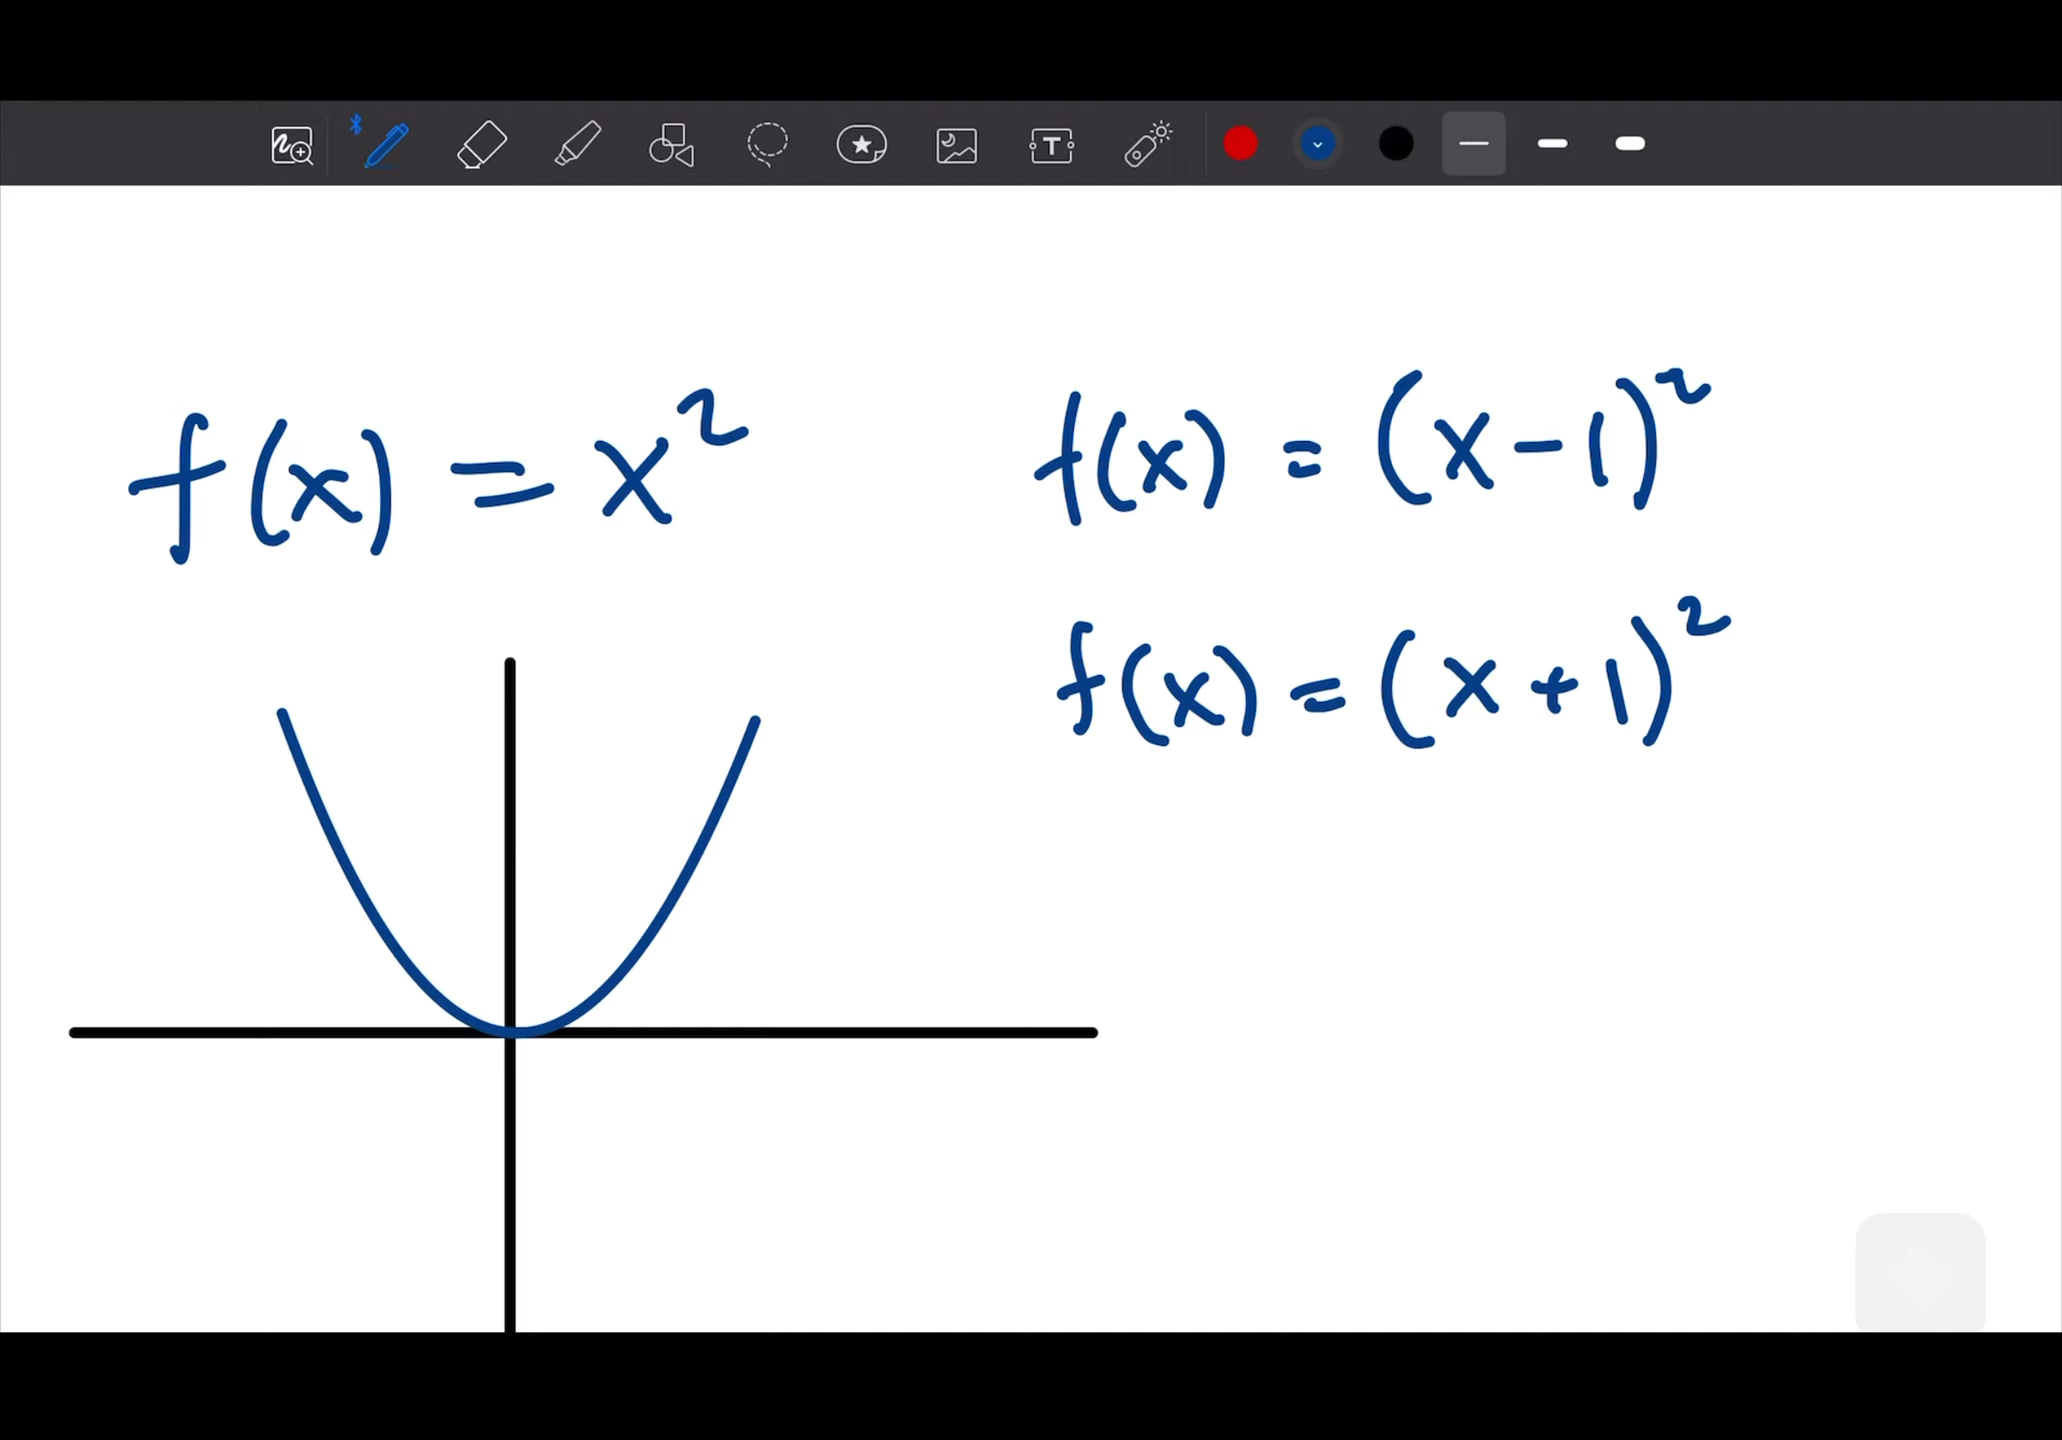 f(x) = x²
f(x) = (x-1)²
f(x) = (x+1)²